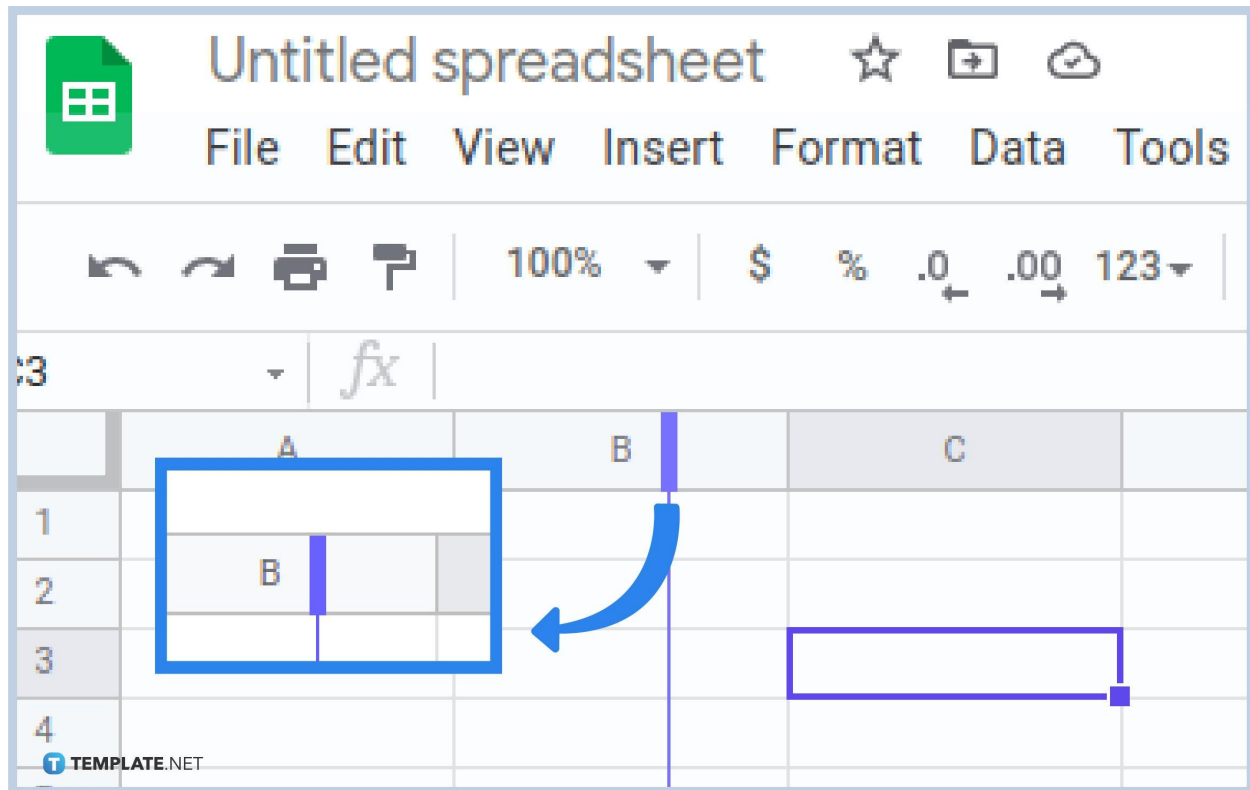 Untitled spreadsheet
File Edit View Insert Format Data Tools
100% $ % .0 .00 123
C3 fx
A B C
1
B
2
3
4
TEMPLATE.NET